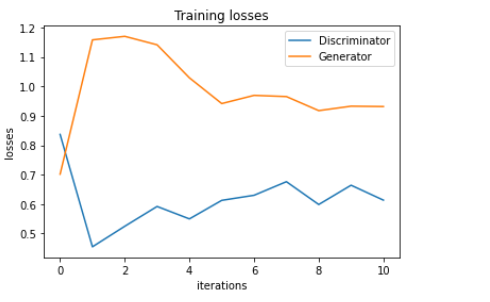 Training losses
1.2
1.1
1.0
0.9
0.8
0.7
0.6
0.5
losses
Discriminator
Generator
0 2 4 6 8 10
iterations